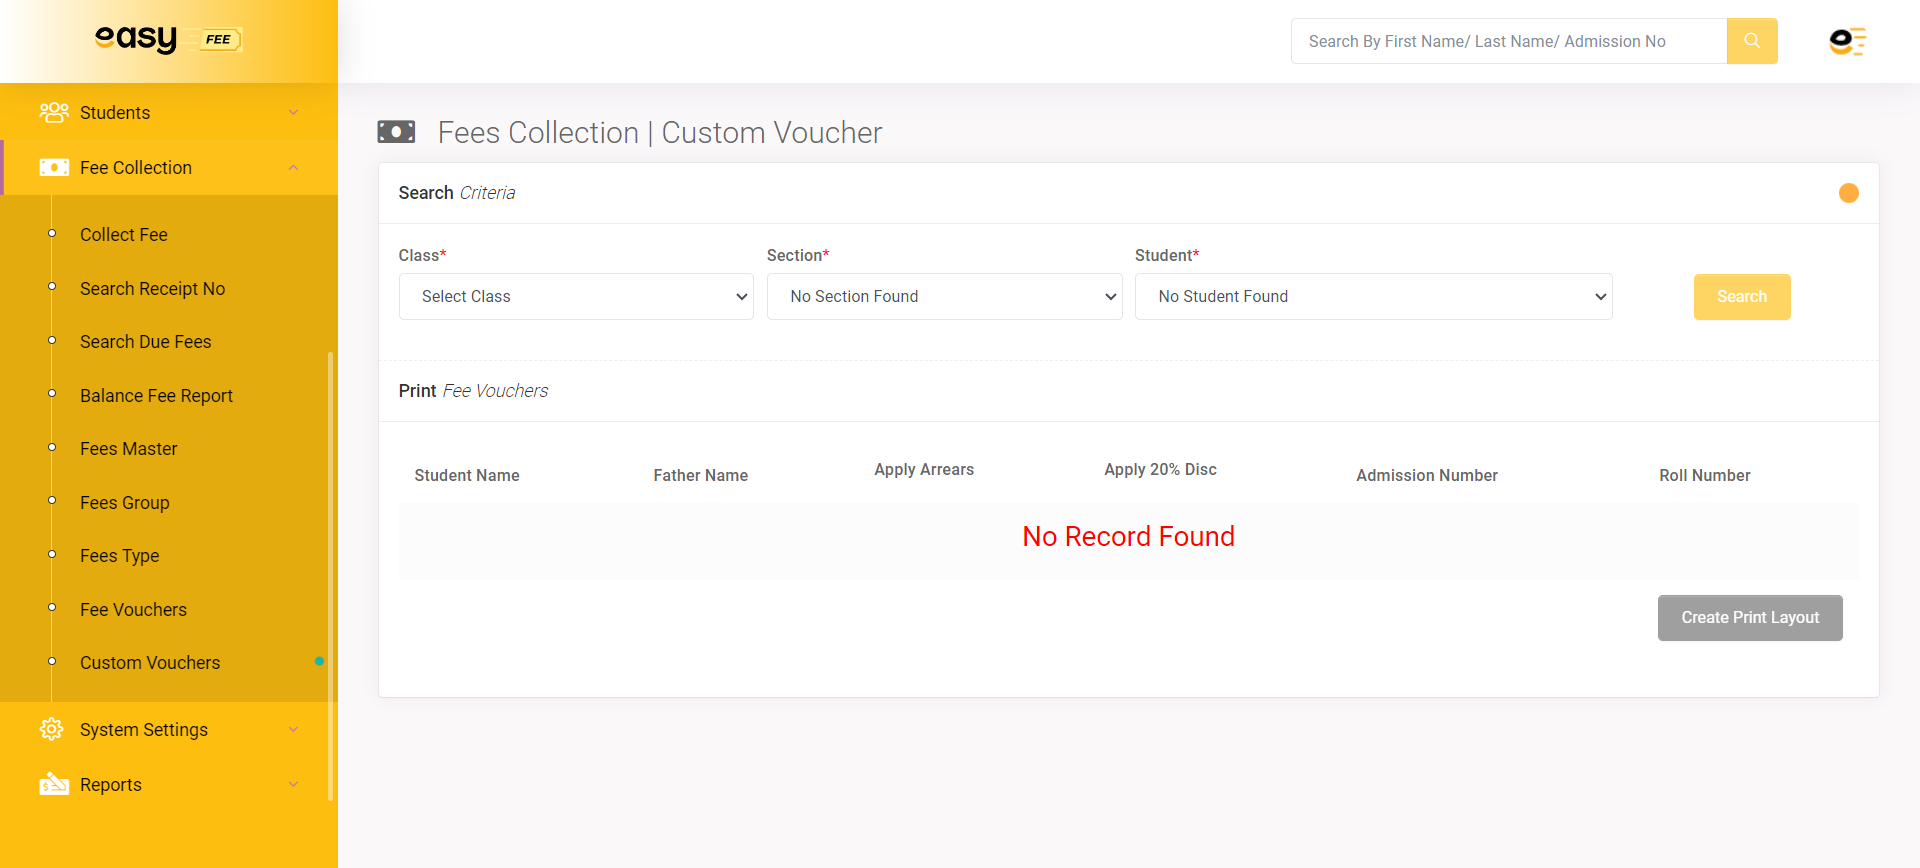 easy FEE
Search By First Name/ Last Name/ Admission No
Students
Fee Collection
Collect Fee
Search Receipt No
Search Due Fees
Balance Fee Report
Fees Master
Fees Group
Fees Type
Fee Vouchers
Custom Vouchers
System Settings
Reports
Fees Collection | Custom Voucher
Search Criteria
Class* Section* Student*
Select Class No Section Found No Student Found Search
Print Fee Vouchers
Student Name Father Name Apply Arrears Apply 20% Disc Admission Number Roll Number
No Record Found
Create Print Layout